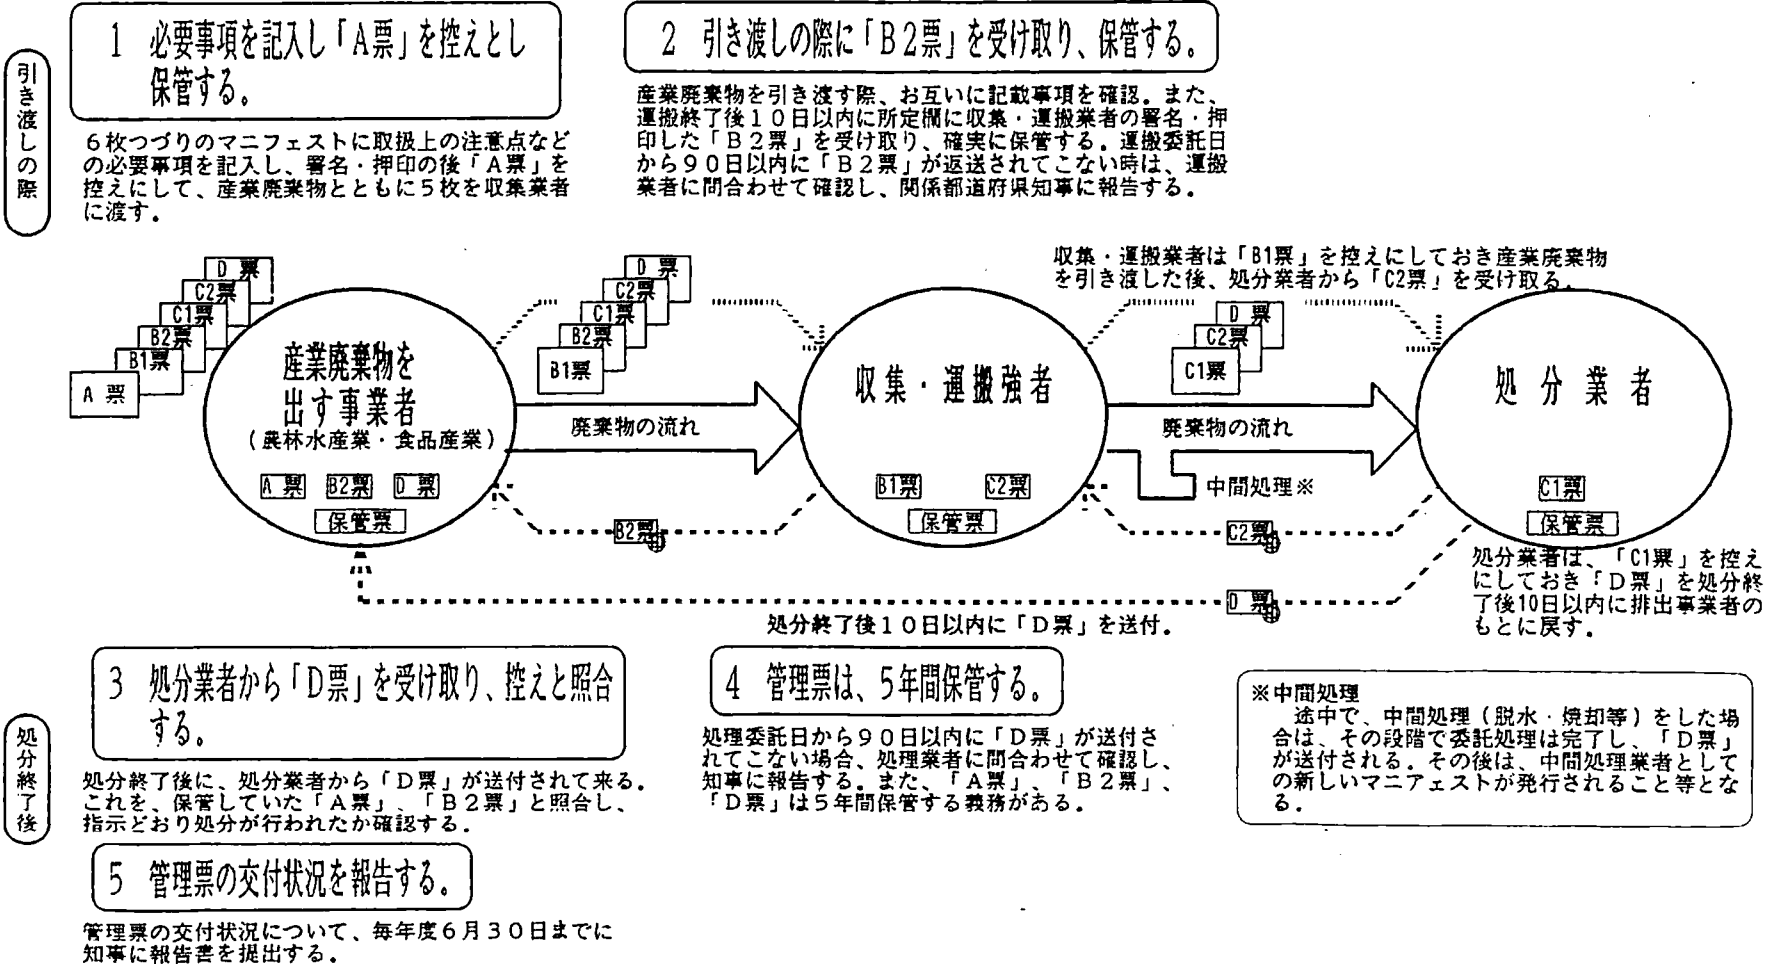 引き渡しの際
1 必要事項を記入し「A票」を控えとし
保管する。
6枚つづりのマニフェストに取扱上の注意点など
の必要事項を記入し、署名・押印の後「A票」を
控えにして、産業廃棄物とともに5枚を収集業者
に渡す。
2 引き渡しの際に「B2票」を受け取り、保管する。
産業廃棄物を引き渡す際、お互いに記載事項を確認。また、
運搬終了後10日以内に所定欄に収集・運搬業者の署名・押
印した「B2票」を受け取り、確実に保管する。運搬委託日
から90日以内に「B2票」が返送されてこない時は、運搬
業者に問合わせて確認し、関係都道府県知事に報告する。
収集・運搬業者は「B1票」を控えにしておき産業廃棄物
を引き渡した後、処分業者から「C2票」を受け取る。
D 票
C2票
C1票
B2票
B1票
A 票
産業廃棄物を
出す事業者
(農林水産業・食品産業)
A 票 B2票 D 票
保管票
D 票
C2票
C1票
B2票
B1票
廃棄物の流れ
B2票
収集・運搬強者
B1票 C2票
保管票
D 票
C2票
C1票
廃棄物の流れ
中間処理※
C2票
D 票
処分業者
C1票
保管票
処分業者は、「C1票」を控え
にしておき「D票」を処分終
了後10日以内に排出事業者の
もとに戻す。
処分終了後10日以内に「D票」を送付.
処分終了後
3 処分業者から「D票」を受け取り、控えと照合
する。
処分終了後に、処分業者から「D票」が送付されて来る.
これを、保管していた「A票」、「B2票」と照合し、
指示どおり処分が行われたか確認する.
4 管理票は、5年間保管する。
処理委託日から90日以内に「D票」が送付さ
れてこない場合、処理業者に問合わせて確認し、
知事に報告する。また、「A票」、「B2票」、
「D票」は5年間保管する義務がある.
※中間処理
途中で、中間処理(脱水・焼却等)をした場
合は、その段階で委託処理は完了し、「D票」
が送付される。その後は、中間処理業者として
の新しいマニアェストが発行されること等とな
る.
5 管理票の交付状況を報告する。
管理票の交付状況について、毎年度6月30日までに
知事に報告書を提出する.